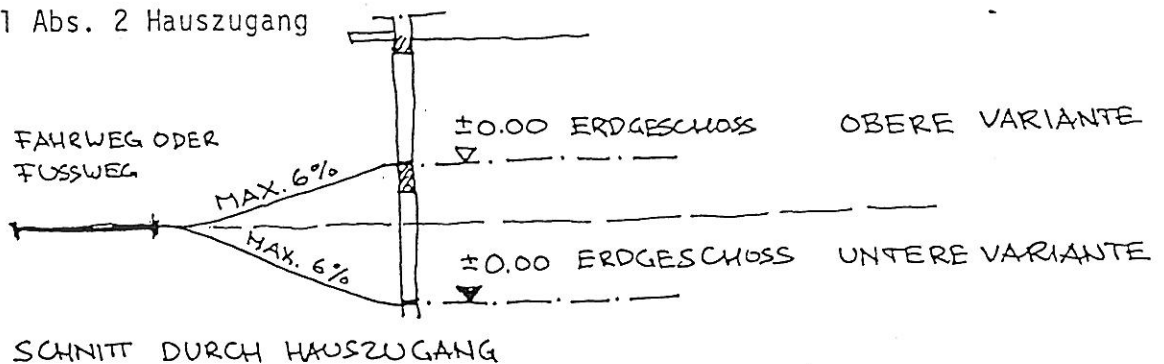 1 Abs. 2 Hauszugang
FAHRWEG ODER
FUSSWEG
MAX. 6%
±0.00 ERDGESCHOSS OBERE VARIANTE
MAX. 6%
±0.00 ERDGESCHOSS UNTERE VARIANTE
SCHNITT DURCH HAUSZUGANG